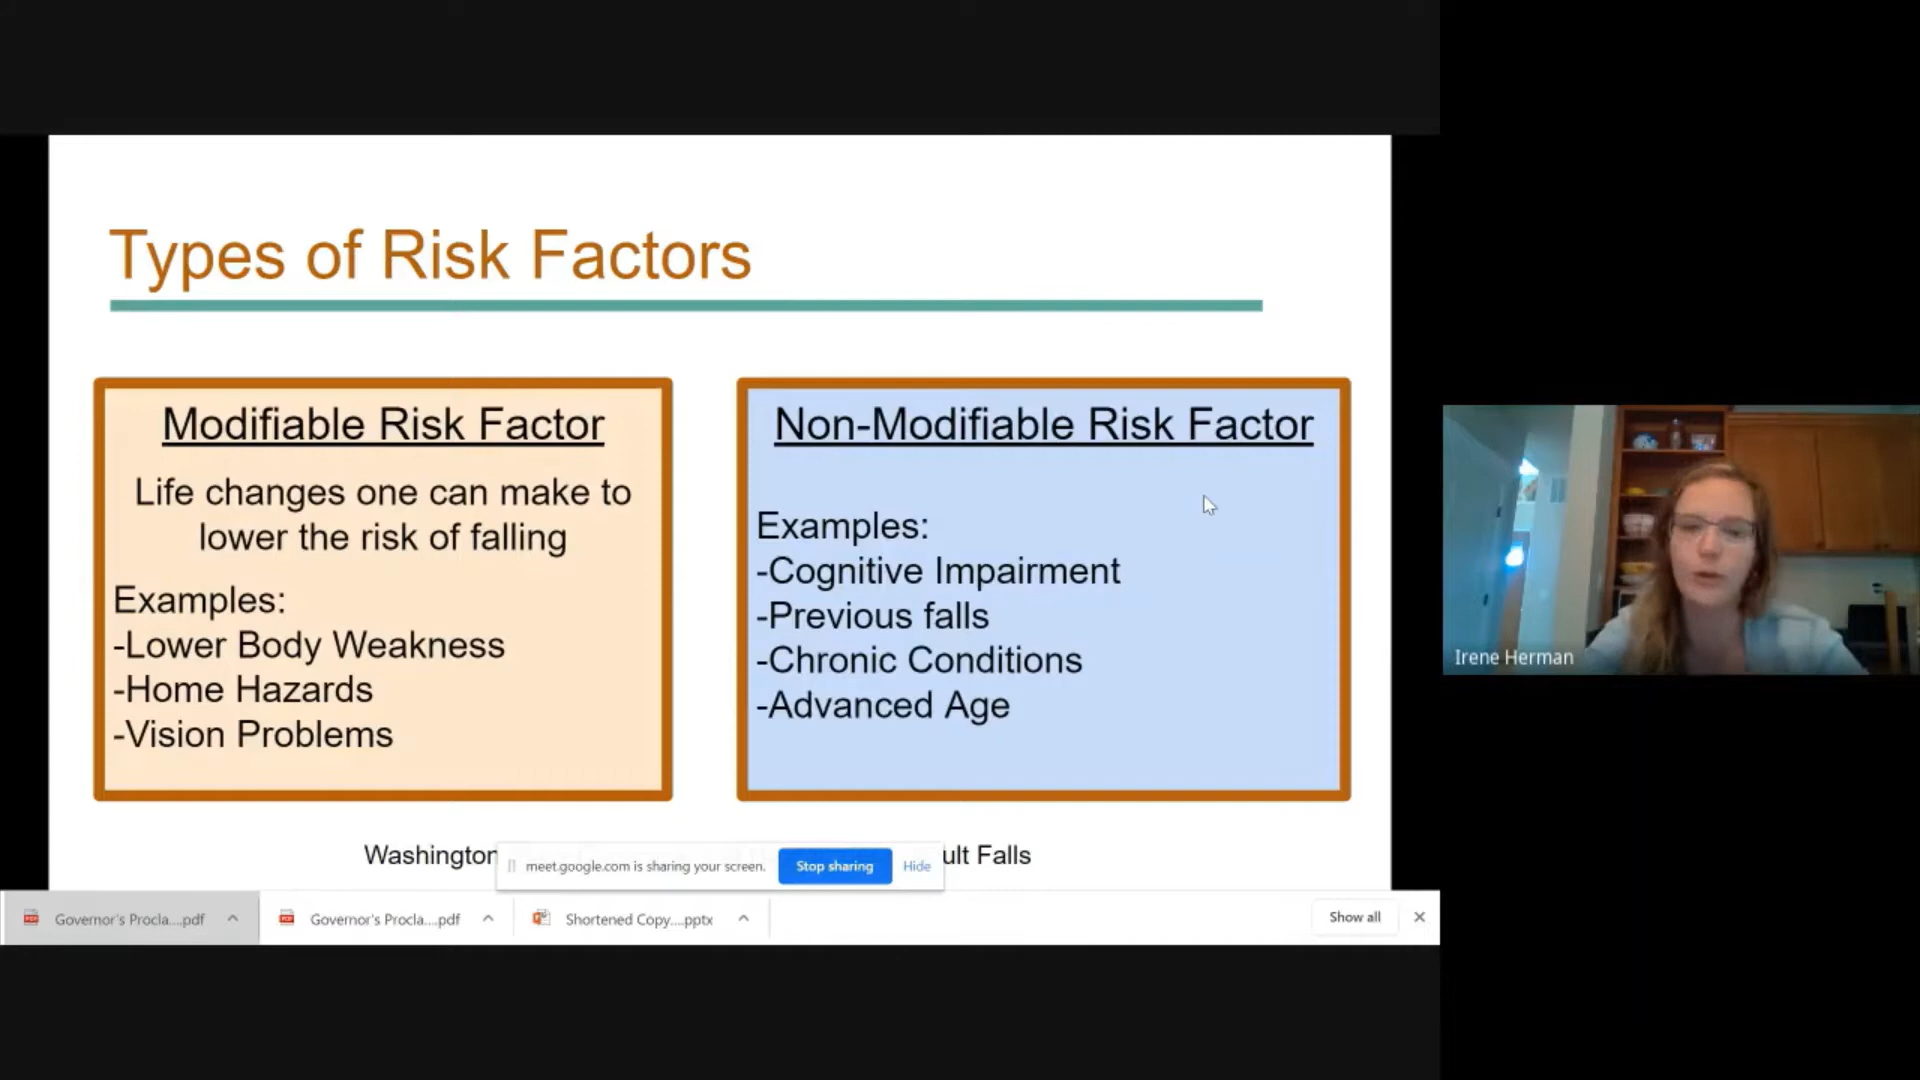 Types of Risk Factors
Modifiable Risk Factor
Life changes one can make to
lower the risk of falling
Examples:
-Lower Body Weakness
-Home Hazards
-Vision Problems
Non-Modifiable Risk Factor
Examples:
-Cognitive Impairment
-Previous falls
-Chronic Conditions
-Advanced Age
Washington
ult Falls
meet.google.com is sharing your screen.
Stop sharing
Hide
Governor's Procla....pdf
Governor's Procla....pdf
Shortened Copy....pptx
Show all
Irene Herman